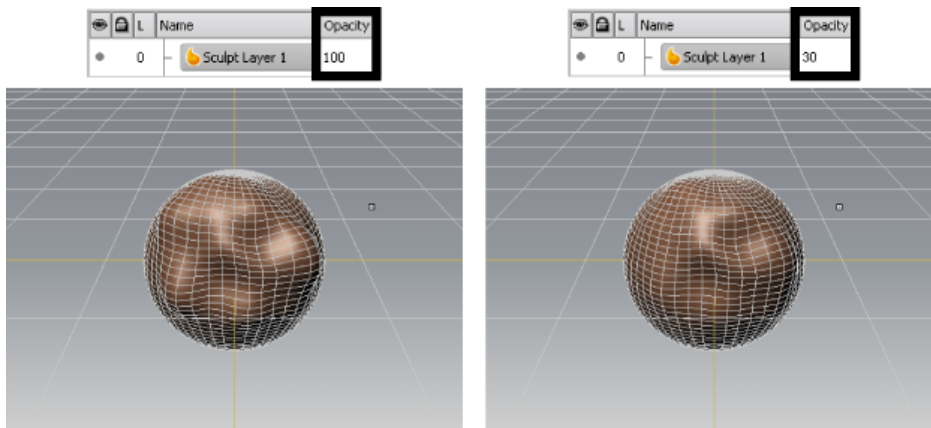 L Name Opacity
0 Sculpt Layer 1 100
L Name Opacity
0 Sculpt Layer 1 30